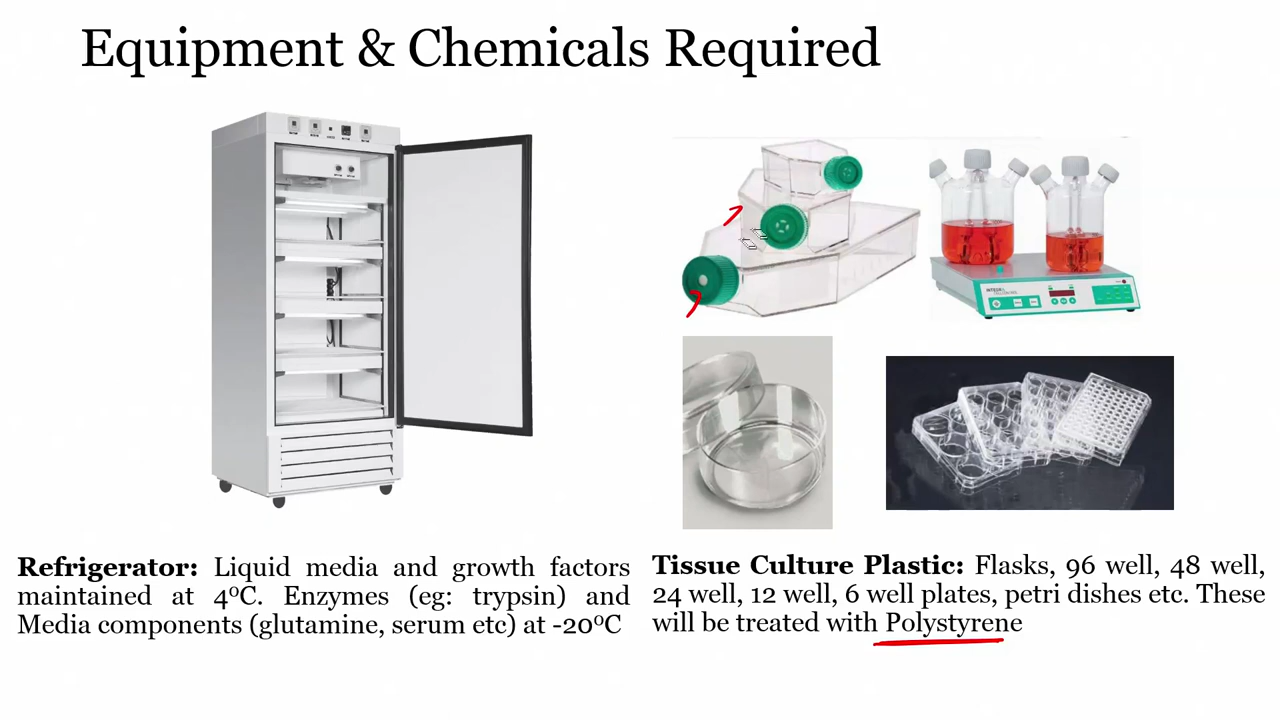 Equipment & Chemicals Required
Refrigerator: Liquid media and growth factors
maintained at 4⁰C. Enzymes (eg: trypsin) and
Media components (glutamine, serum etc) at -20⁰C
Tissue Culture Plastic: Flasks, 96 well, 48 well,
24 well, 12 well, 6 well plates, petri dishes etc. These
will be treated with Polystyrene